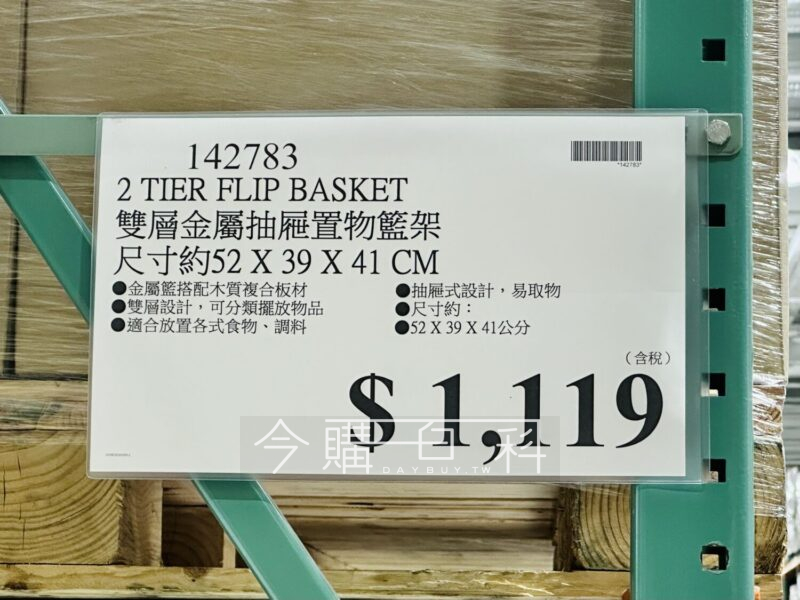 142783
*142783*
2 TIER FLIP BASKET
雙層金屬抽屜置物籃架
尺寸約52 X 39 X 41 CM
●金屬籃搭配木質複合板材
●雙層設計，可分類擺放物品
●適合放置各式食物、調料
●抽屜式設計，易取物
●尺寸約：
●52 X 39 X 41公分
（含稅）
$ 1,119
今購百科
DAYBUY.TW